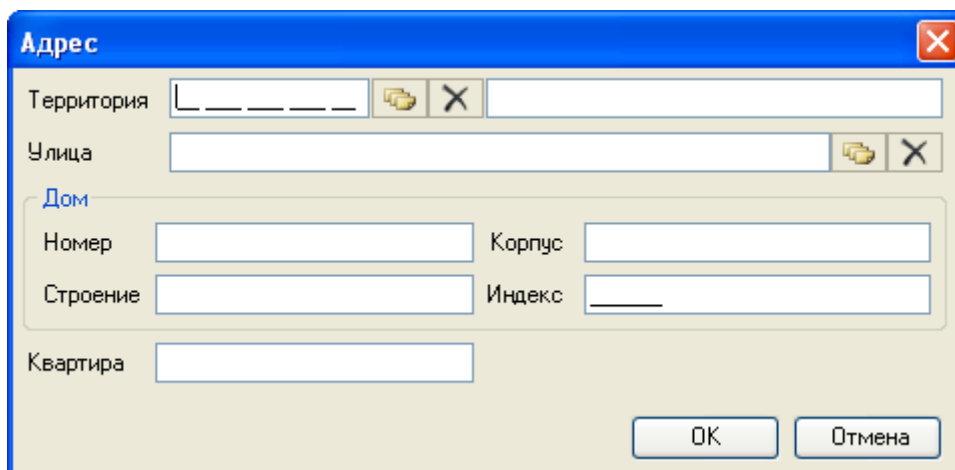 Адрес
Территория
Улица
Дом
Номер Корпус
Строение Индекс
Квартира
OK Отмена